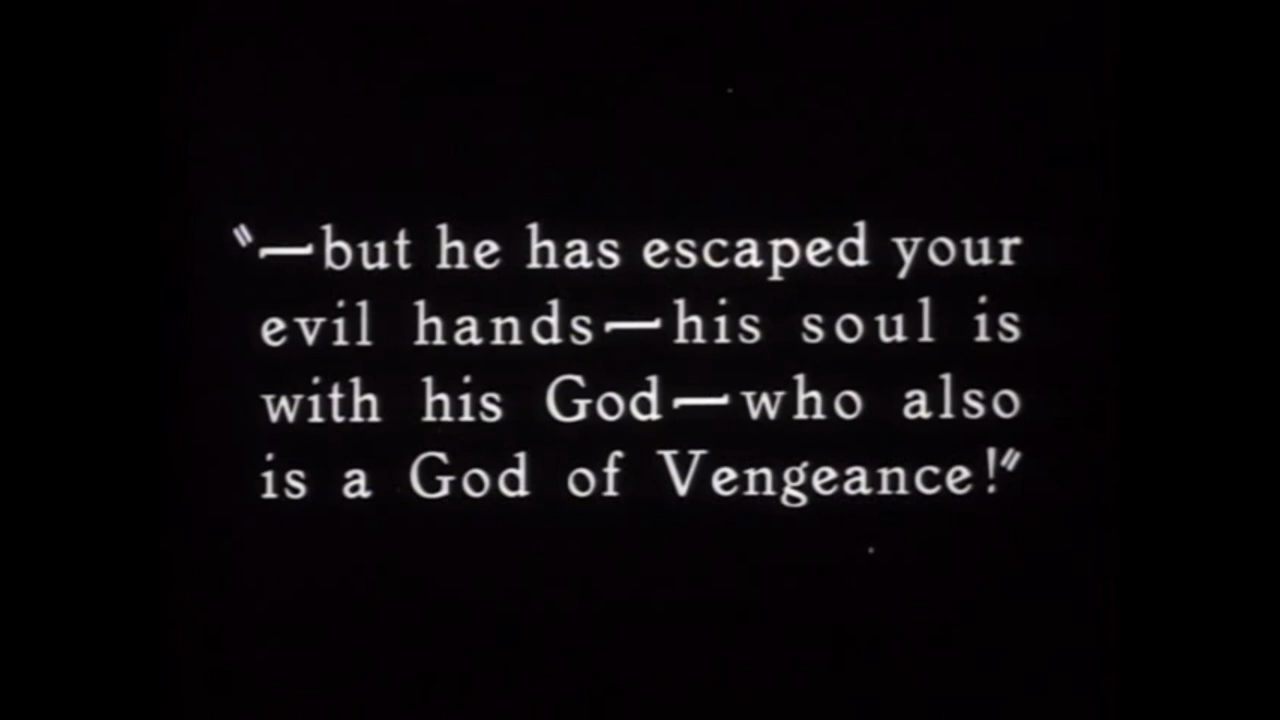 "—but he has escaped your
evil hands—his soul is
with his God—who also
is a God of Vengeance!"